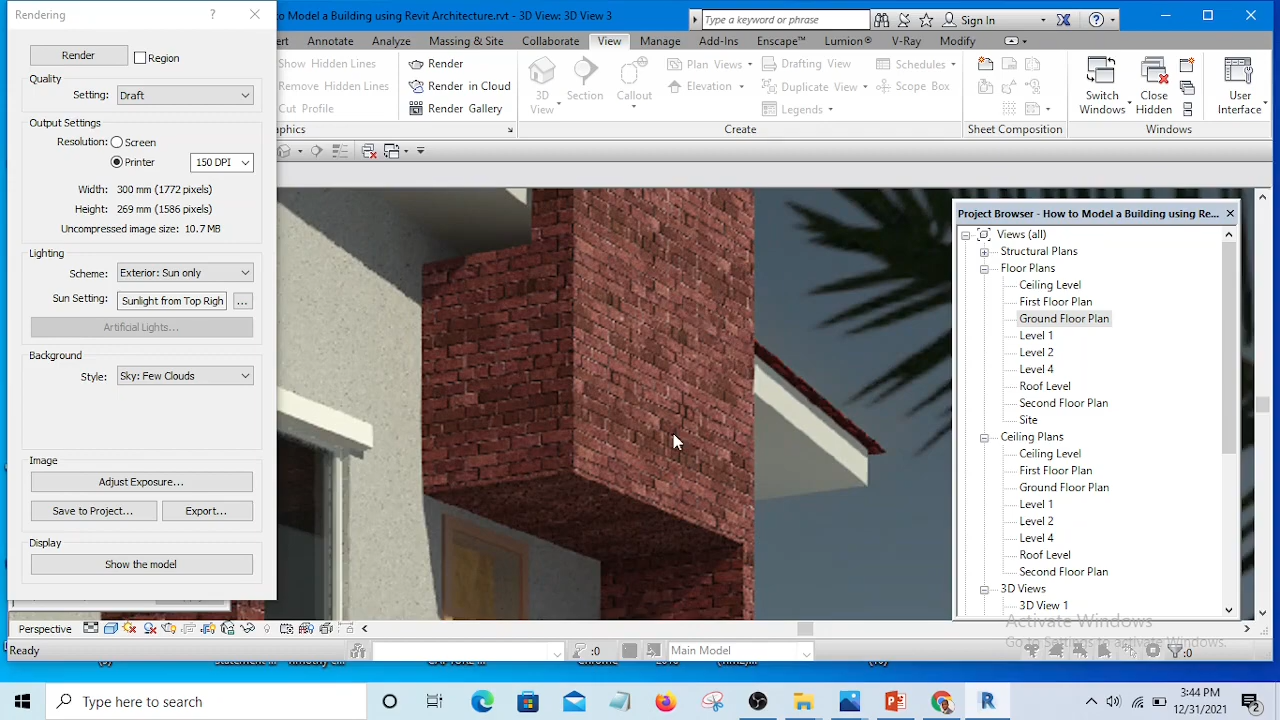 Rendering
to Model a Building using Revit Architecture.rvt - 3D View: 3D View 3
Type a keyword or phrase
Sign In
Annotate
Analyze
Massing & Site
Collaborate
View
Manage
Add-Ins
Enscape™
Lumion®
V-Ray
Modify
Render
Region
Quality
Setting:
Draft
Output Settings
Resolution:
Screen
Printer
150 DPI
Width: 300 mm (1772 pixels)
Height: 269 mm (1586 pixels)
Uncompressed image size: 10.7 MB
Lighting
Scheme: Exterior: Sun only
Sun Setting: Sunlight from Top Righ
...
Artificial Lights...
Background
Style: Sky: Few Clouds
Image
Adjust Exposure...
Save to Project...
Export...
Display
Show the model
Show Hidden Lines
Remove Hidden Lines
Cut Profile
Render
Render in Cloud
Render Gallery
3D View
Section
Callout
Plan Views
Elevation
Drafting View
Duplicate View
Legends
Schedules
Scope Box
Create
Sheet Composition
Switch Windows
Close Hidden
User Interface
Windows
Project Browser - How to Model a Building using Re...
Views (all)
Structural Plans
Floor Plans
Ceiling Level
First Floor Plan
Ground Floor Plan
Level 1
Level 2
Level 4
Roof Level
Second Floor Plan
Site
Ceiling Plans
Ceiling Level
First Floor Plan
Ground Floor Plan
Level 1
Level 2
Level 4
Roof Level
Second Floor Plan
3D Views
3D View 1
Activate Windows
Go to Settings to activate Windows.
Perspective
Ready
:0
Main Model
:0
Type here to search
3:44 PM
12/31/2021
2